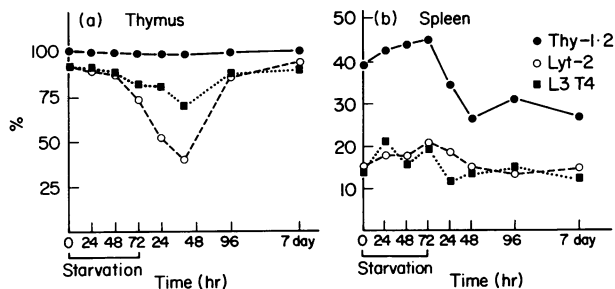 (a) Thymus
100
75
50
25
%
0 24 48 72 24 48 96 7 day
Starvation
Time (hr)
(b) Spleen
50
40
30
20
10
0 24 48 72 24 48 96 7 day
Starvation
Time (hr)
Thy-1·2
Lyt-2
L3 T4